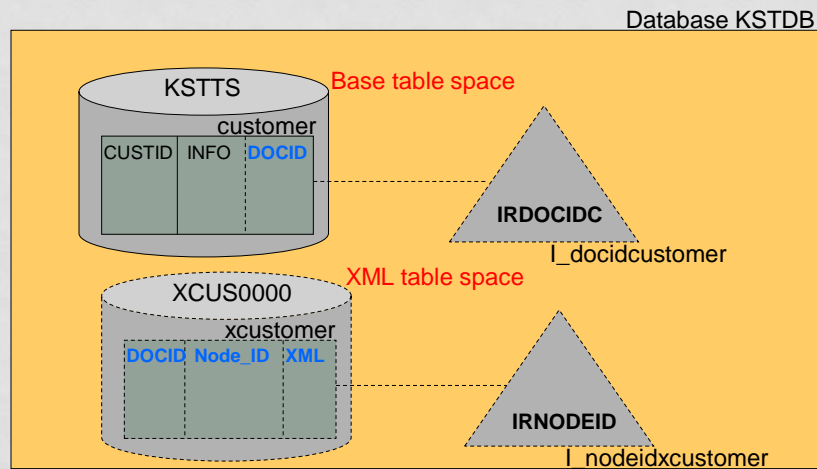 Database KSTDB
KSTTS
Base table space
customer
CUSTID INFO DOCID
IRDOCIDC
I_docidcustomer
XML table space
XCUS0000
xcustomer
DOCID Node_ID XML
IRNODEID
I_nodeidxcustomer